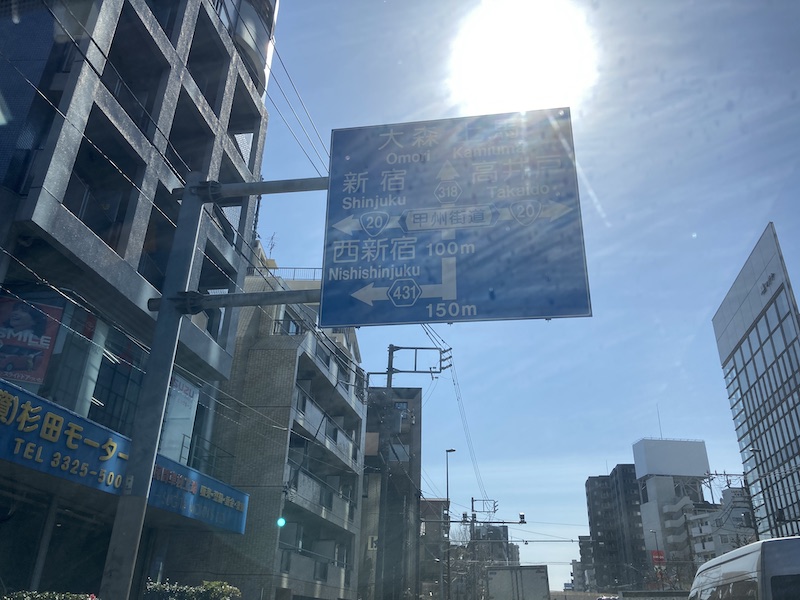 大森
Omori
新宿
Shinjuku
318
高井戸
Takaido
20
甲州街道
20
西新宿
Nishishinjuku
100m
431
150m
SMILE
杉田モーター
TEL 3325-500